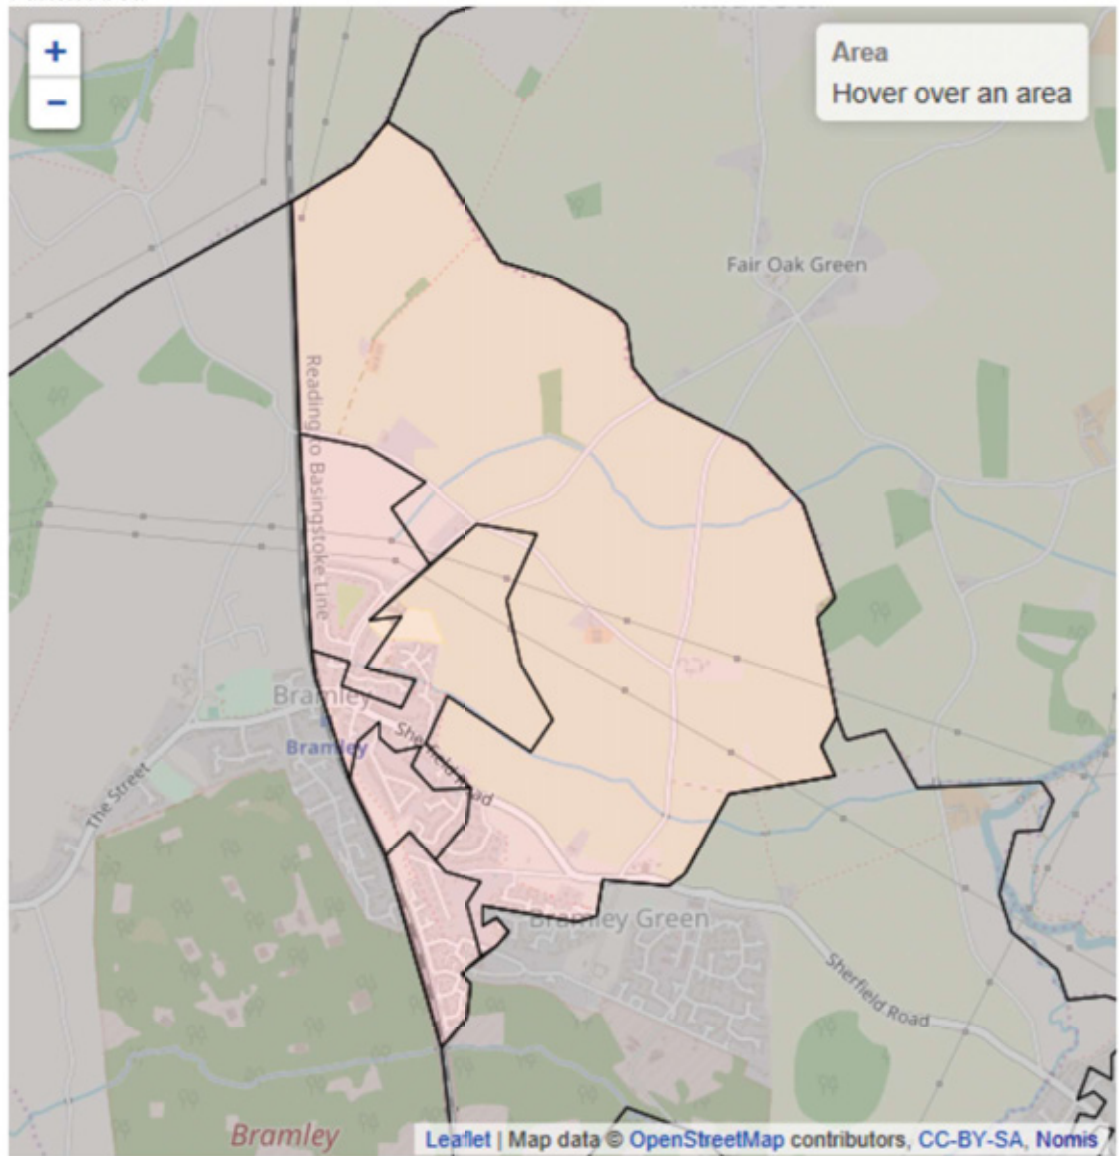 +
Area
−
Hover over an area
Fair Oak Green
Reading to Basingstoke Line
Bramley
Bramley
Sherfield Road
The Street
Bramley Green
Sherfield Road
Bramley
Leaflet | Map data © OpenStreetMap contributors, CC-BY-SA, Nomis